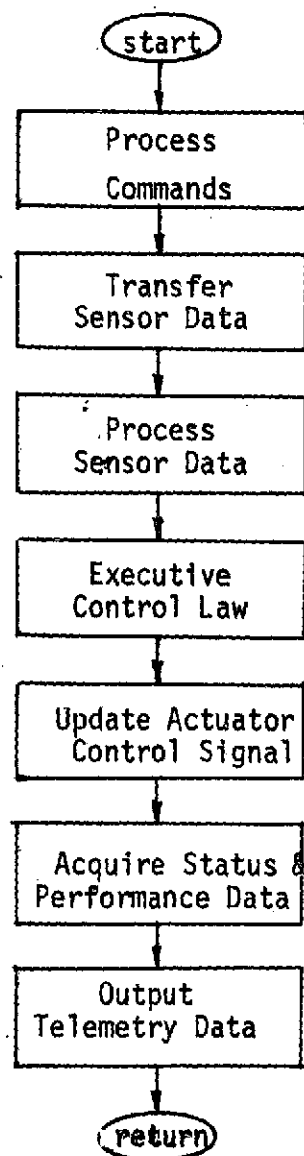 start
Process
Commands
Transfer
Sensor Data
Process
Sensor Data
Executive
Control Law
Update Actuator
Control Signal
Acquire Status &
Performance Data
Output
Telemetry Data
return